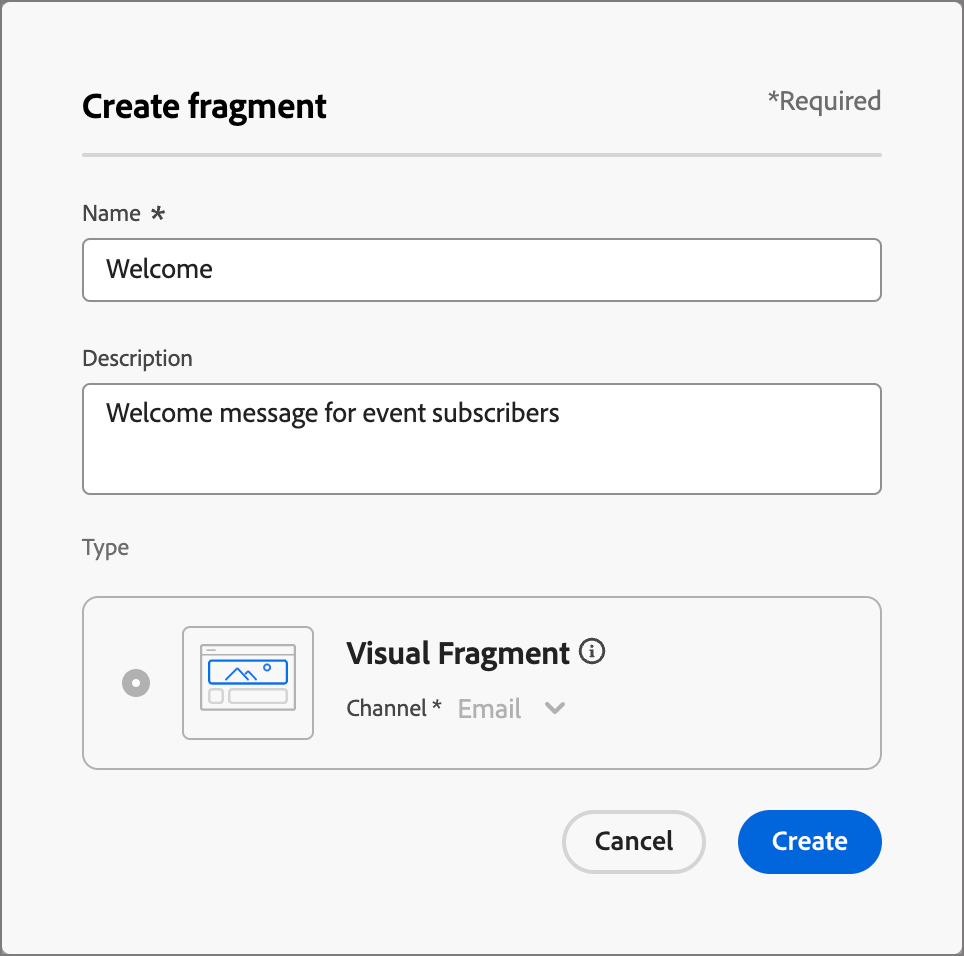 Create fragment
*Required
Name *
Welcome
Description
Welcome message for event subscribers
Type
Visual Fragment
Channel * Email
Cancel
Create